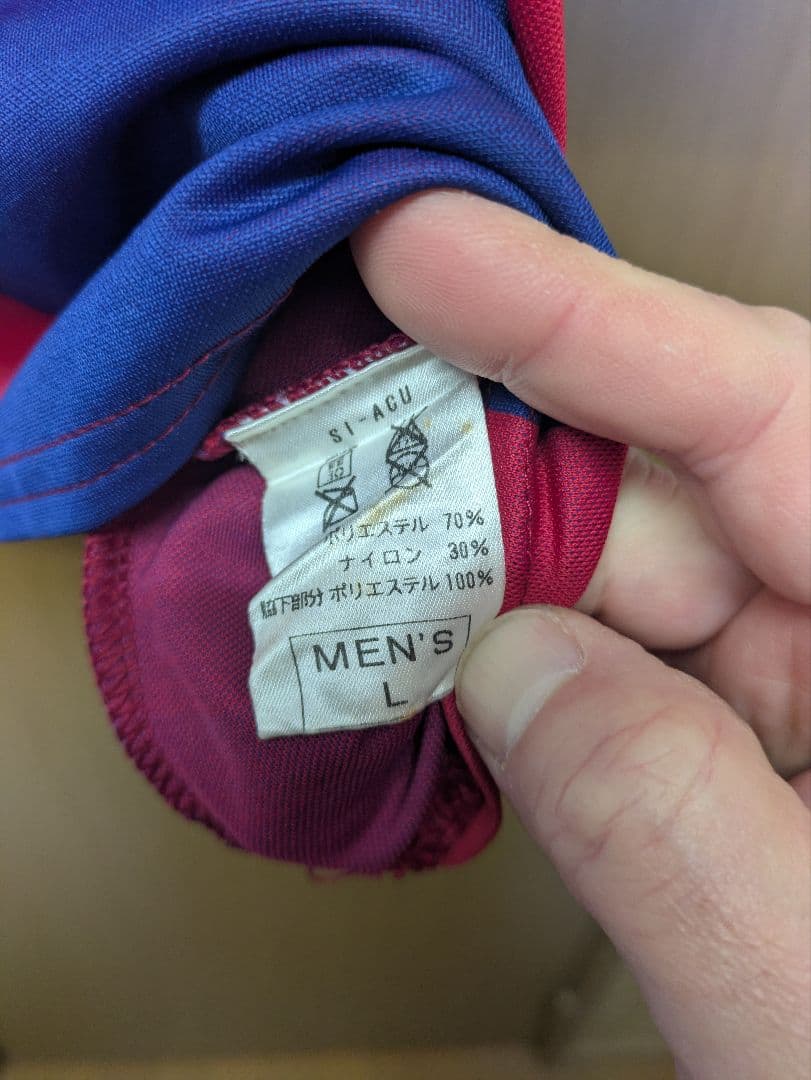 SI-ACU
ポリエステル 70%
ナイロン 30%
脇下部分 ポリエステル 100%
MEN'S
L